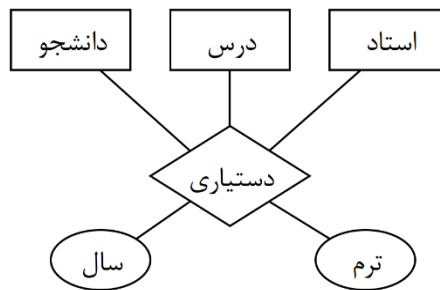 استاد
درس
دانشجو
دستیاری
ترم
سال